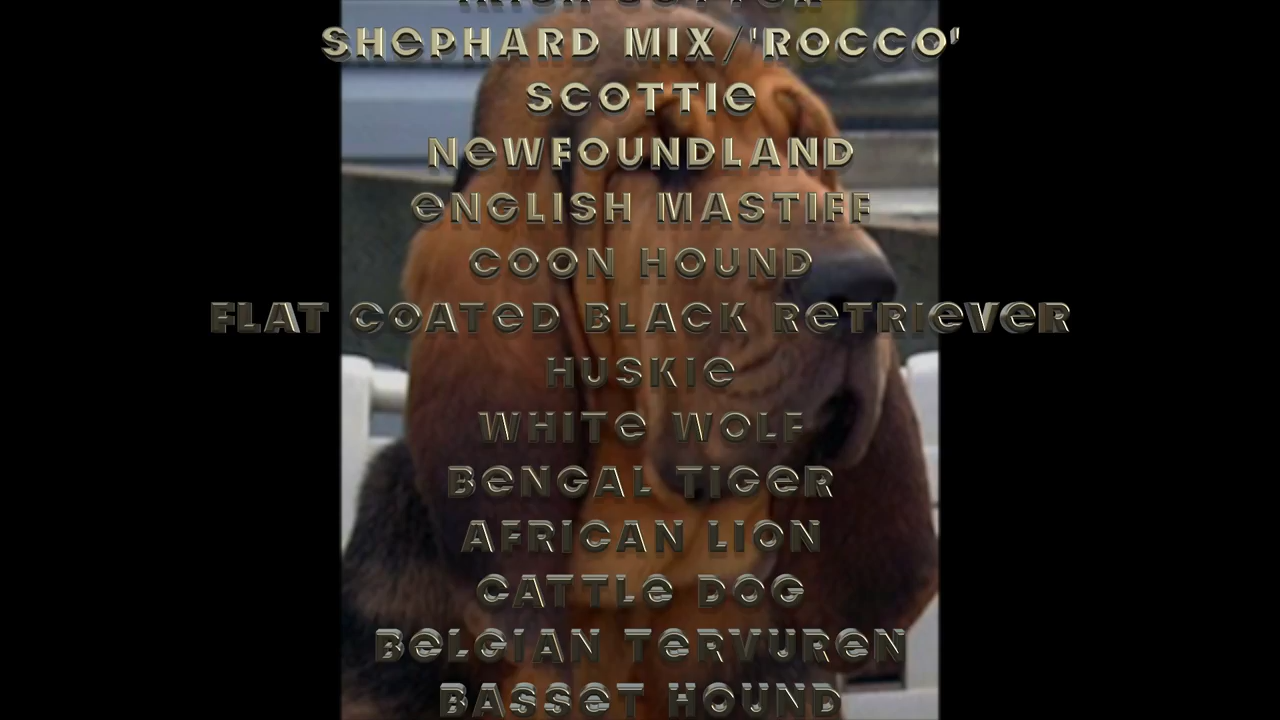 SHePHARD MIX/'ROCCO'
SCOTTIe
NeWFOUNDLAND
eNGLISH MASTIFF
COON HOUND
FLAT COATeD BLACK ReTRIeVeR
HUSKIe
WHITe WOLF
BeNGAL TIGeR
AFRICAN LION
CATTLe DOG
BeLGIAN TeRVUReN
BASSeT HOUND